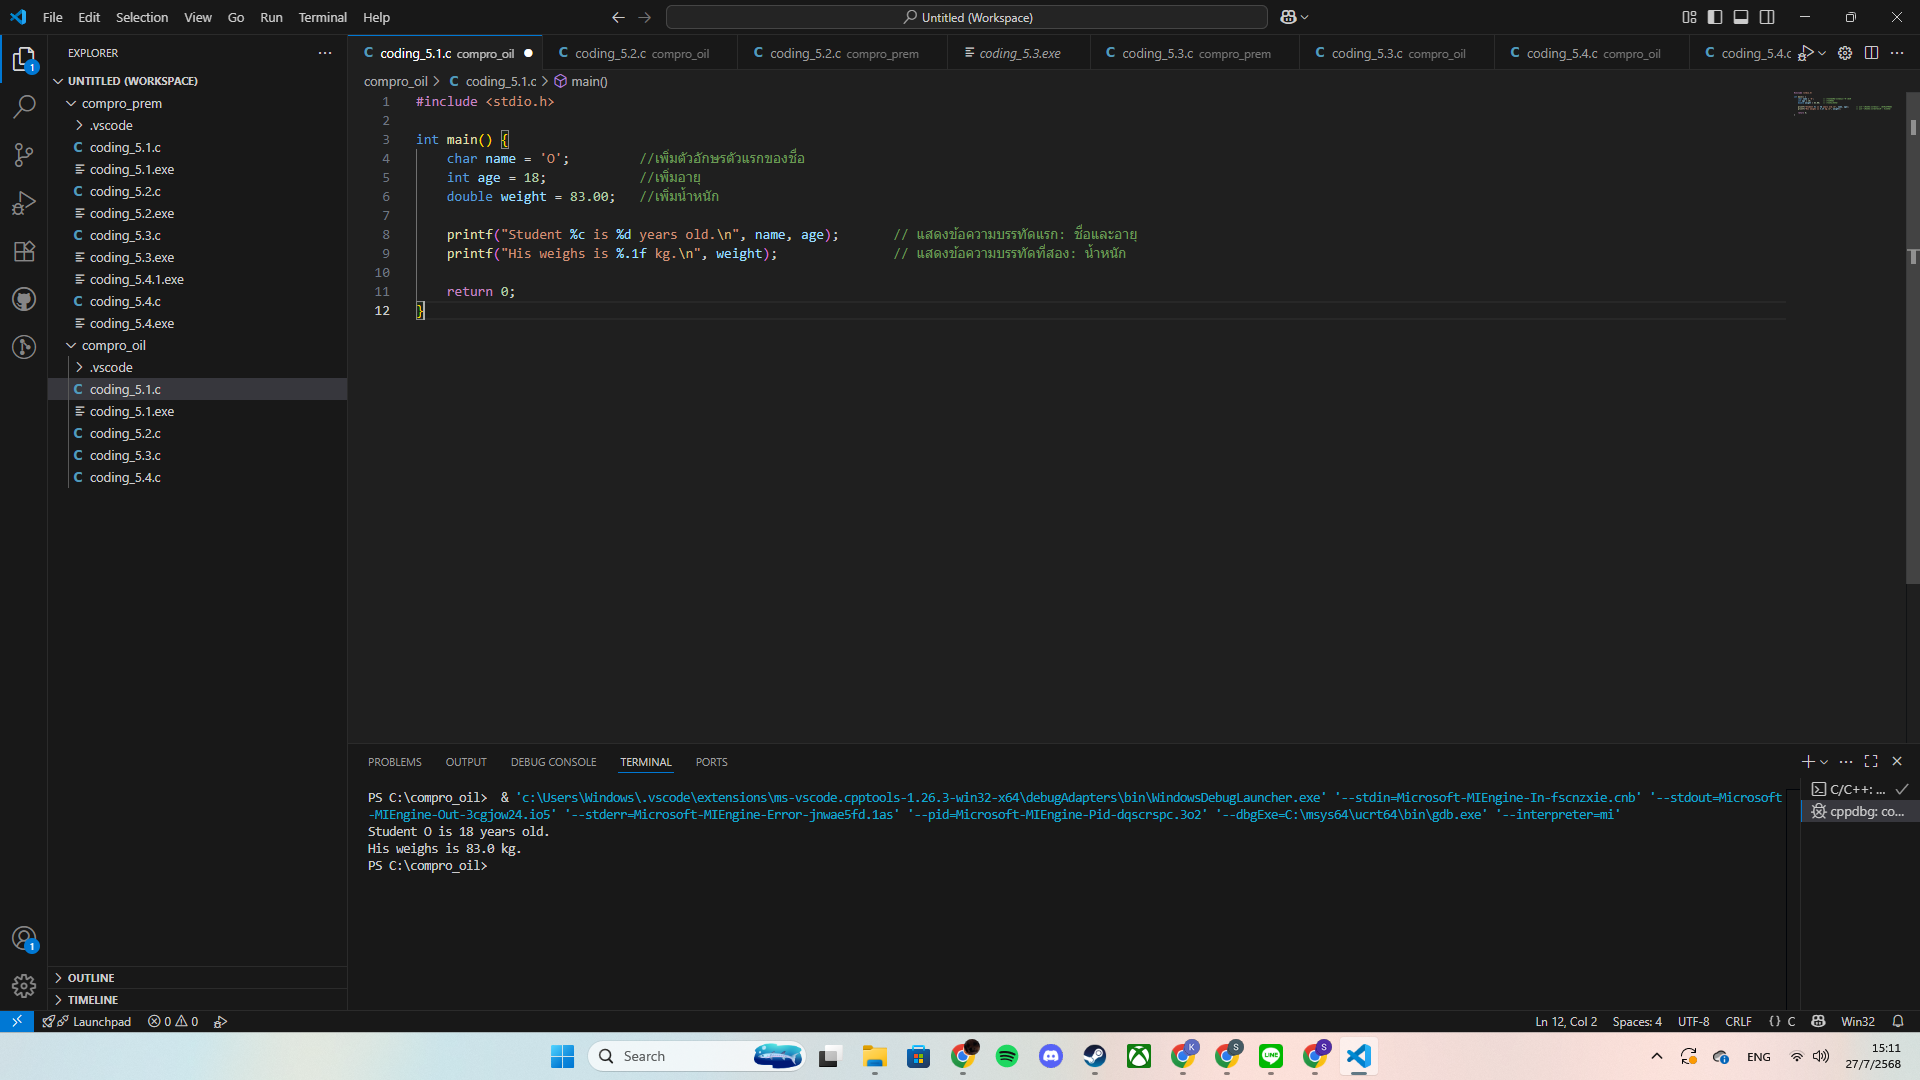 File Edit Selection View Go Run Terminal Help
Untitled (Workspace)
EXPLORER
coding_5.1.c compro_oil
coding_5.2.c compro_oil
coding_5.2.c compro_prem
coding_5.3.exe
coding_5.3.c compro_prem
coding_5.3.c compro_oil
coding_5.4.c compro_oil
coding_5.4.c
compro_oil > coding_5.1.c > main()
UNTITLED (WORKSPACE)
compro_prem
.vscode
coding_5.1.c
coding_5.1.exe
coding_5.2.c
coding_5.2.exe
coding_5.3.c
coding_5.3.exe
coding_5.4.1.exe
coding_5.4.c
coding_5.4.exe
compro_oil
.vscode
coding_5.1.c
coding_5.1.exe
coding_5.2.c
coding_5.3.c
coding_5.4.c
OUTLINE
TIMELINE
1 #include <stdio.h>
2
3 int main() {
4 char name = 'O'; //เพิ่มตัวอักษรตัวแรกของชื่อ
5 int age = 18; //เพิ่มอายุ
6 double weight = 83.00; //เพิ่มน้ำหนัก
7
8 printf("Student %c is %d years old.\n", name, age); // แสดงข้อความบรรทัดแรก: ชื่อและอายุ
9 printf("His weighs is %.1f kg.\n", weight); // แสดงข้อความบรรทัดที่สอง: น้ำหนัก
10
11 return 0;
12 }
PROBLEMS OUTPUT DEBUG CONSOLE TERMINAL PORTS
PS C:\compro_oil> & 'c:\Users\Windows\.vscode\extensions\ms-vscode.cpptools-1.26.3-win32-x64\debugAdapters\bin\WindowsDebugLauncher.exe' '--stdin=Microsoft-MIEngine-In-fscnzxie.cnb' '--stdout=Microsoft
-MIEngine-Out-3cgjow24.io5' '--stderr=Microsoft-MIEngine-Error-jnwae5fd.1as' '--pid=Microsoft-MIEngine-Pid-dqscrspc.3o2' '--dbgExe=C:\msys64\ucrt64\bin\gdb.exe' '--interpreter=mi'
Student O is 18 years old.
His weighs is 83.0 kg.
PS C:\compro_oil>
C/C++: ...
cppdbg: co...
Launchpad 0 0
Ln 12, Col 2 Spaces: 4 UTF-8 CRLF {} C Win32
Search
ENG
15:11
27/7/2568